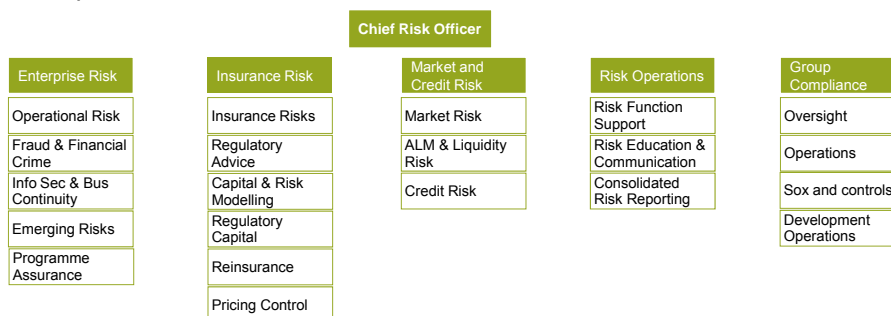 Chief Risk Officer
Enterprise Risk
Operational Risk
Fraud & Financial
Crime
Info Sec & Bus
Continuity
Emerging Risks
Programme
Assurance
Insurance Risk
Insurance Risks
Regulatory
Advice
Capital & Risk
Modelling
Regulatory
Capital
Reinsurance
Pricing Control
Market and
Credit Risk
Market Risk
ALM & Liquidity
Risk
Credit Risk
Risk Operations
Risk Function
Support
Risk Education &
Communication
Consolidated
Risk Reporting
Group
Compliance
Oversight
Operations
Sox and controls
Development
Operations